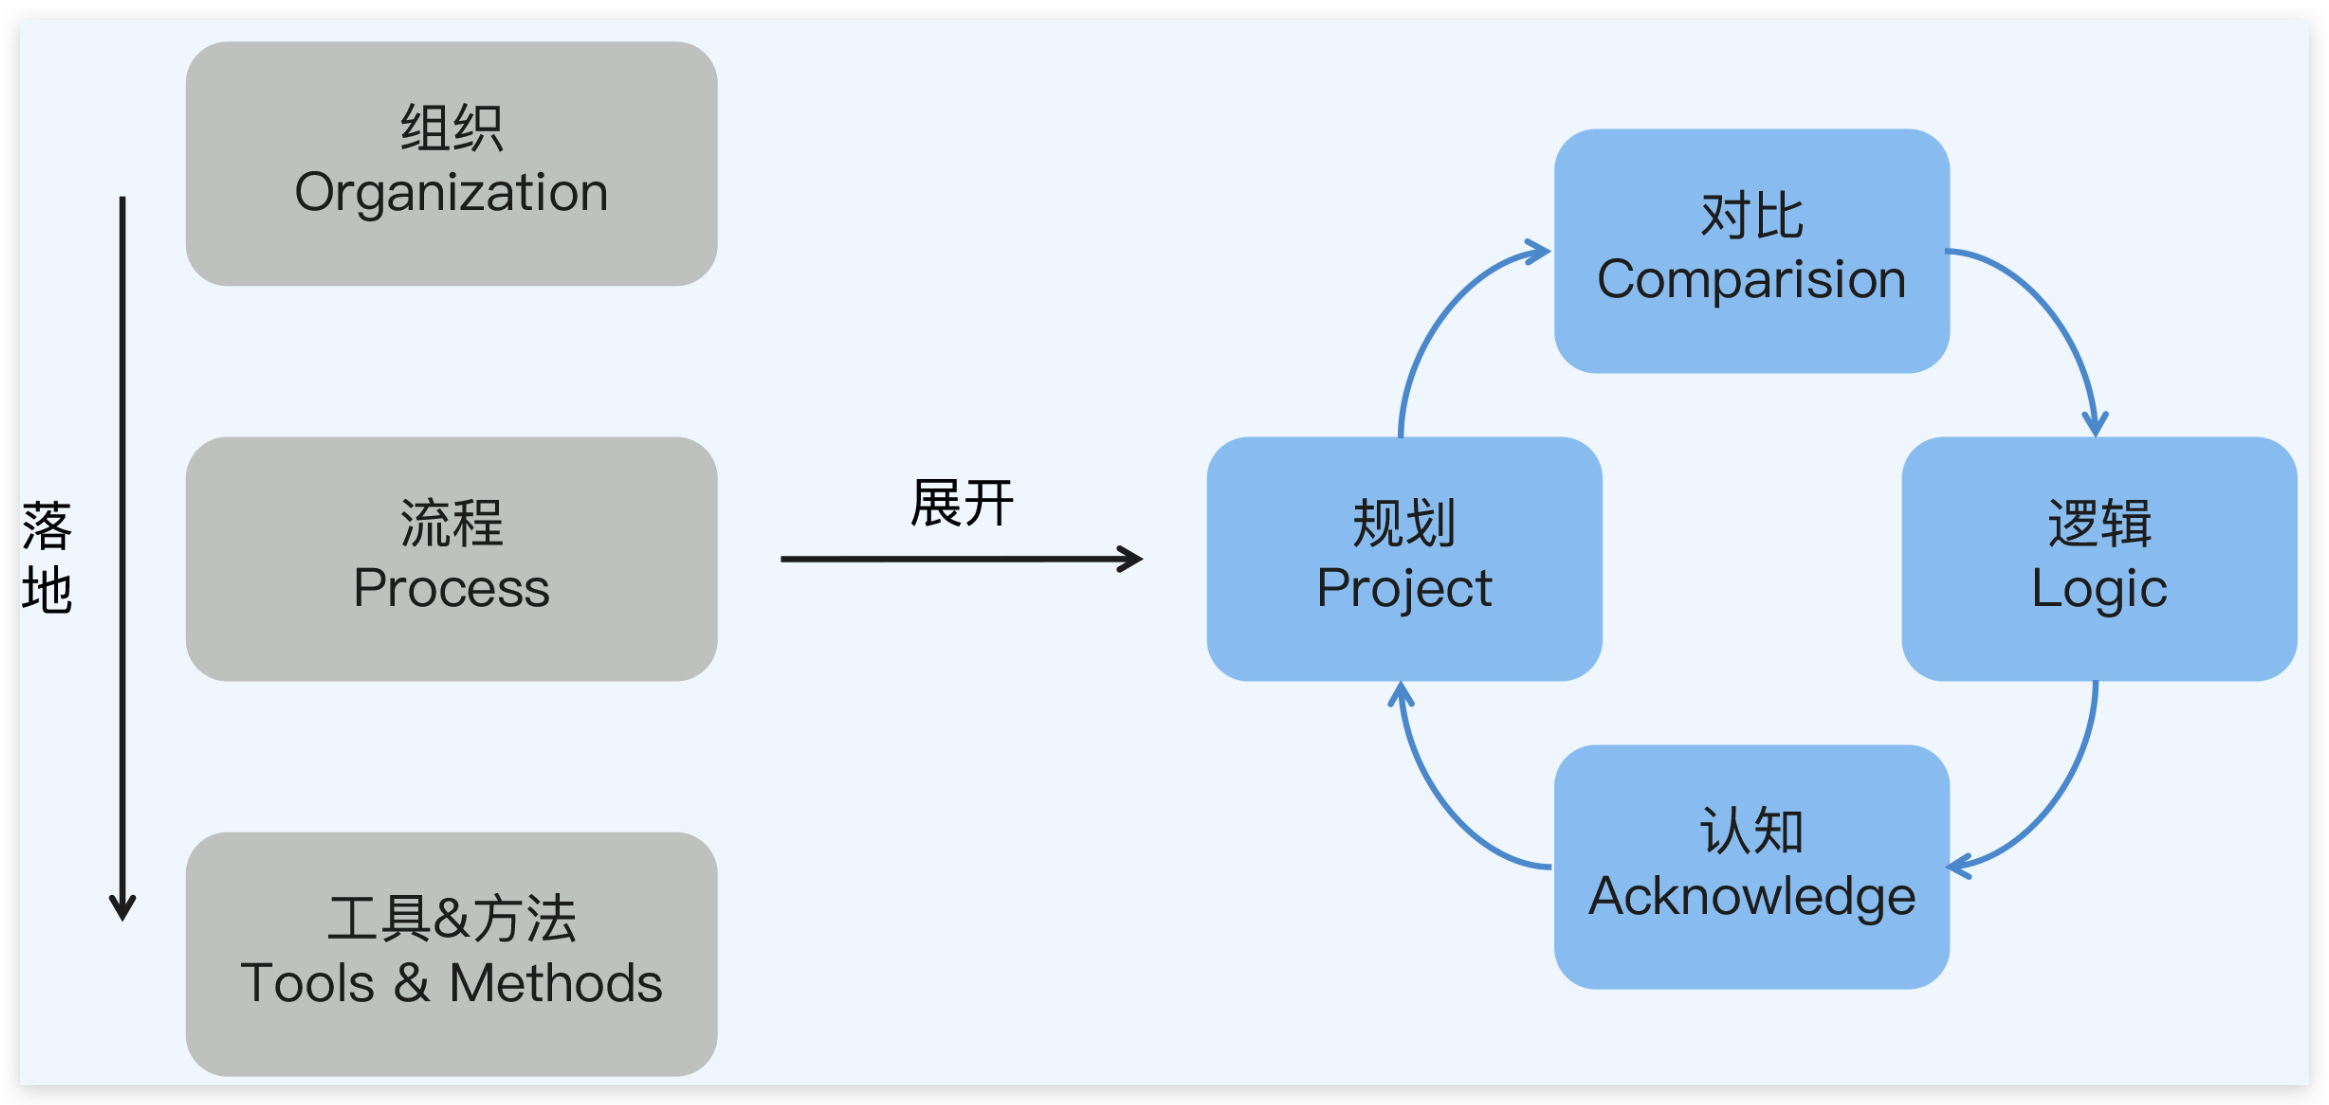 组织
Organization
落
地
流程
Process
工具&方法
Tools & Methods
展开
对比
Comparision
规划
Project
逻辑
Logic
认知
Acknowledge